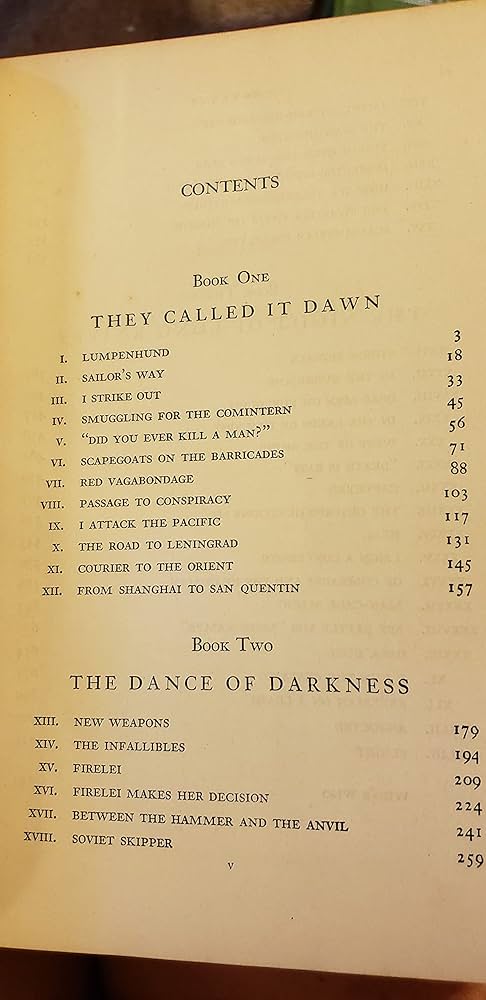 CONTENTS
Book One
THEY CALLED IT DAWN
I. LUMPENHUND 3
II. SAILOR'S WAY 18
III. I STRIKE OUT 33
IV. SMUGGLING FOR THE COMINTERN 45
V. "DID YOU EVER KILL A MAN?" 56
VI. SCAPEGOATS ON THE BARRICADES 71
VII. RED VAGABONDAGE 88
VIII. PASSAGE TO CONSPIRACY 103
IX. I ATTACK THE PACIFIC 117
X. THE ROAD TO LENINGRAD 131
XI. COURIER TO THE ORIENT 145
XII. FROM SHANGHAI TO SAN QUENTIN 157
Book Two
THE DANCE OF DARKNESS
XIII. NEW WEAPONS 179
XIV. THE INFALLIBLES 194
XV. FIRELEI 209
XVI. FIRELEI MAKES HER DECISION 224
XVII. BETWEEN THE HAMMER AND THE ANVIL 241
XVIII. SOVIET SKIPPER 259
v